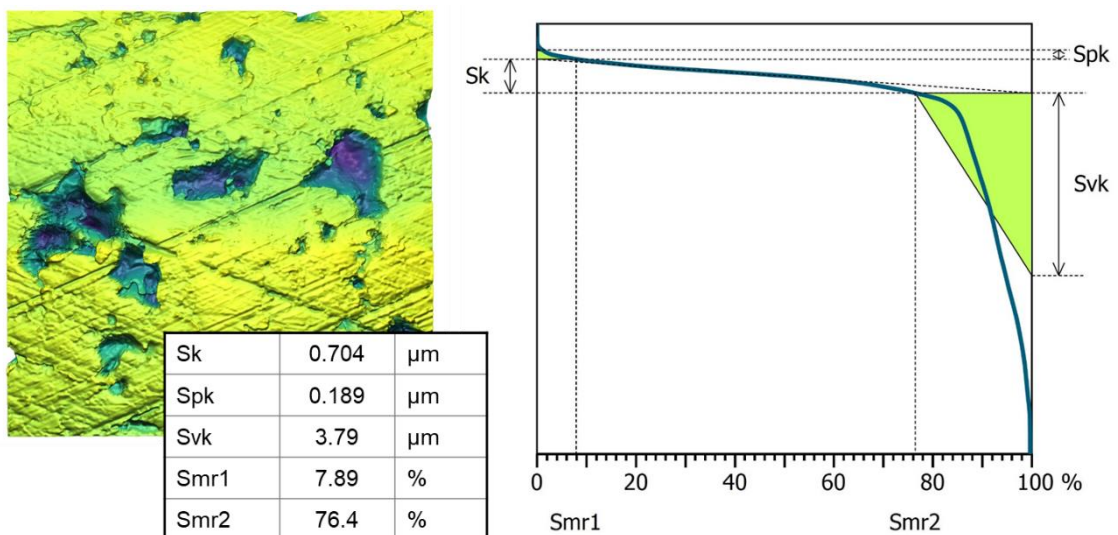 Sk 0.704 µm
Spk 0.189 µm
Svk 3.79 µm
Smr1 7.89 %
Smr2 76.4 %
Spk
Sk
Svk
0 20 40 60 80 100 %
Smr1 Smr2